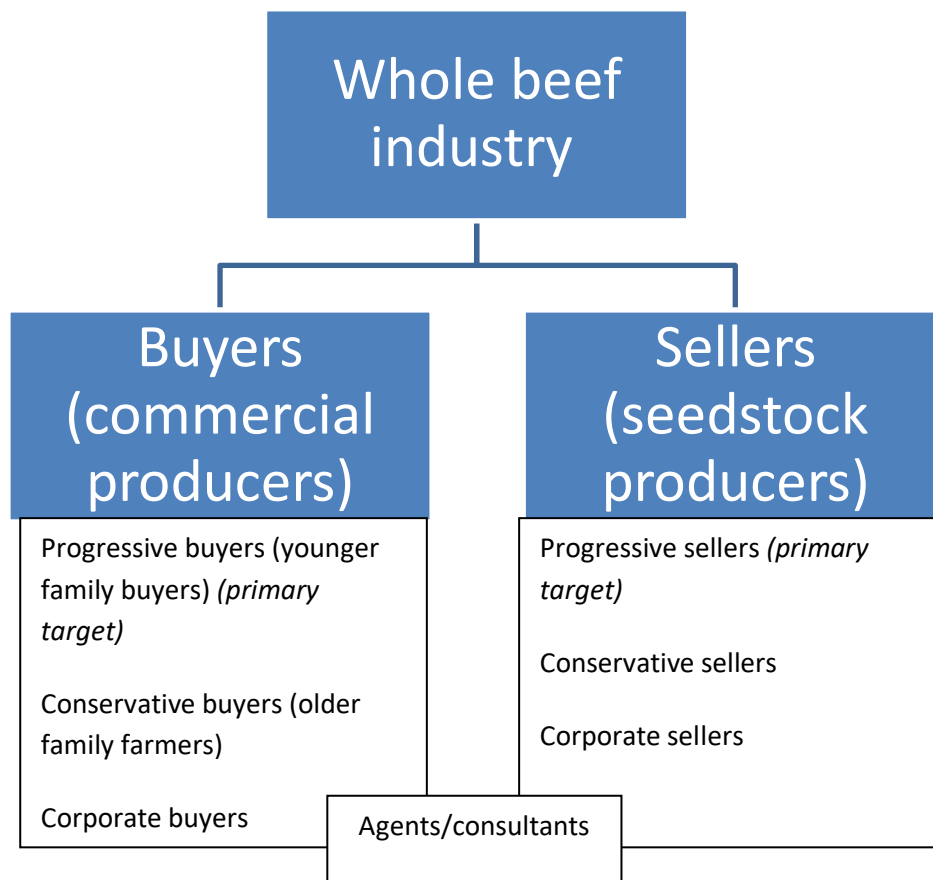 Whole beef
industry
Buyers
(commercial
producers)
Sellers
(seedstock
producers)
Progressive buyers (younger
family buyers) (primary
target)
Conservative buyers (older
family farmers)
Corporate buyers
Progressive sellers (primary
target)
Conservative sellers
Corporate sellers
Agents/consultants